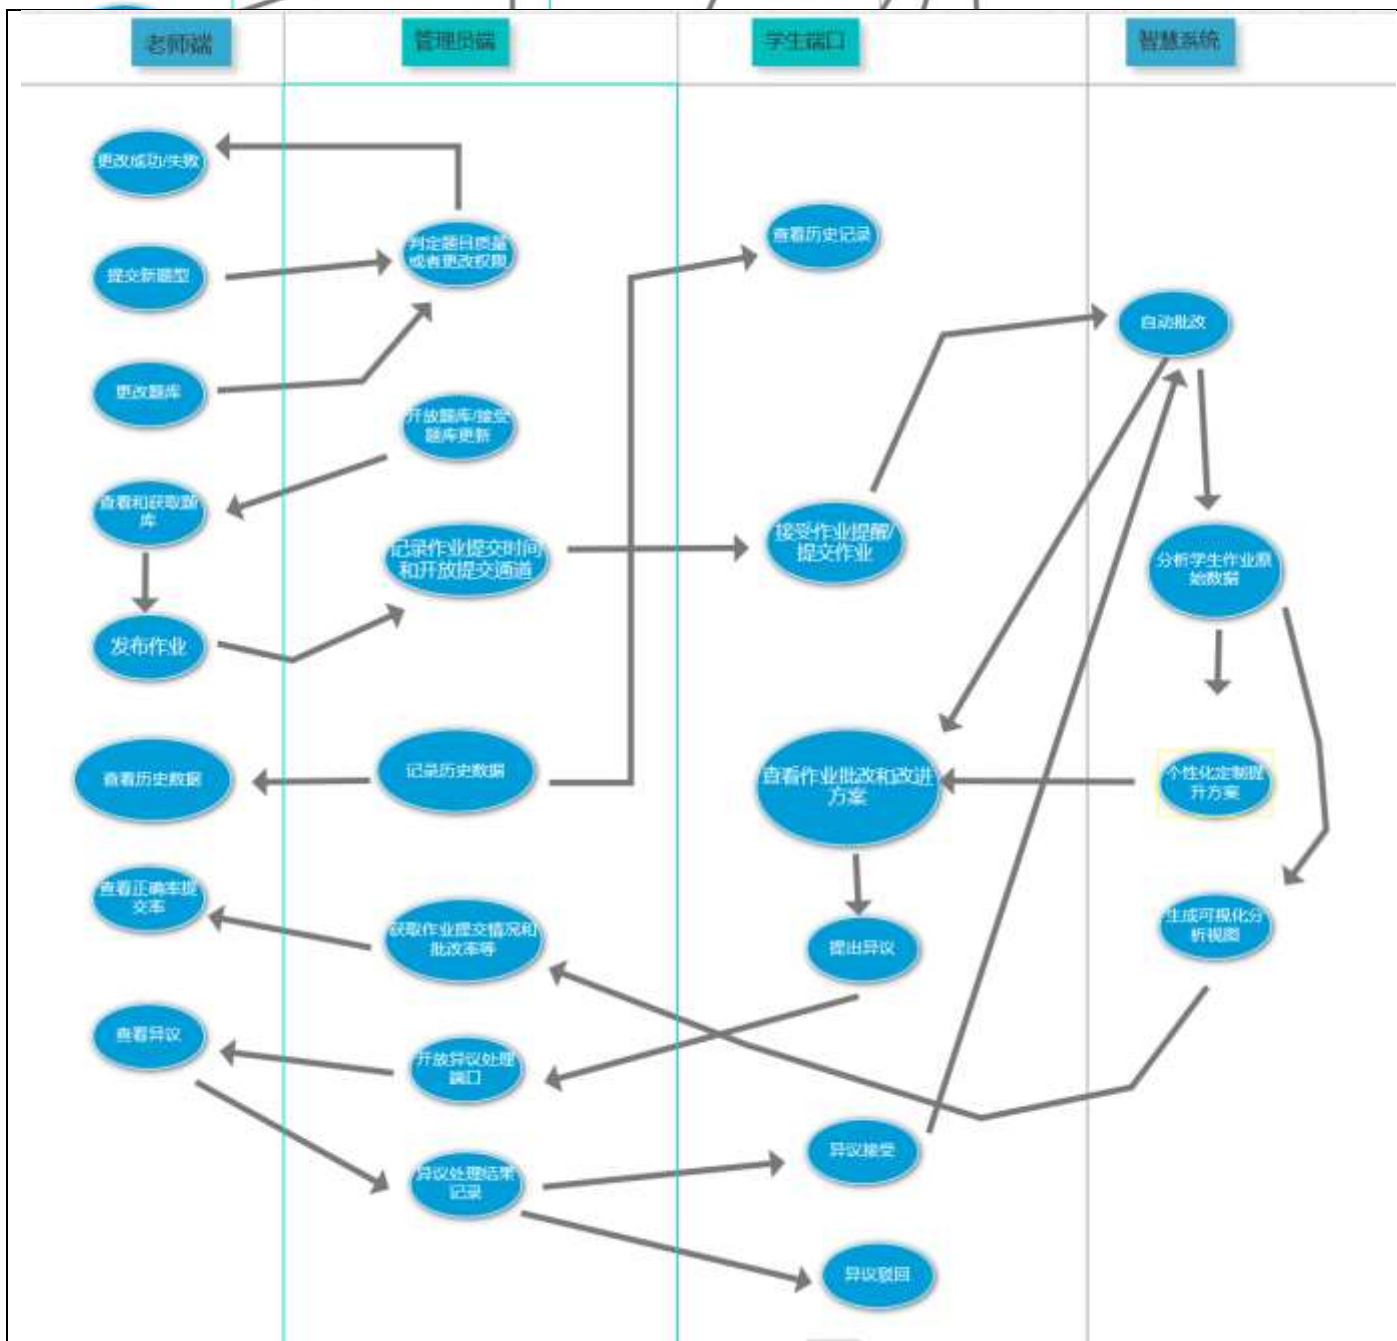 老师端
管理员端
学生端口
智慧系统
更改成功/失败
判定题目质量
或者更改权限
查看历史记录
提交新题型
自动批改
更改题库
开放题库/接受
题库更新
查看和获取题
库
记录作业提交时间
和开放提交通道
接受作业提醒/
提交作业
分析学生作业原
始数据
发布作业
查看历史数据
记录历史数据
查看作业批改和改进
方案
个性化定制提
升方案
查看正确率提
交率
获取作业提交情况和
批改率等
提出异议
生成可视化分
析视图
查看异议
开放异议处理
端口
异议处理结果
记录
异议接受
异议驳回